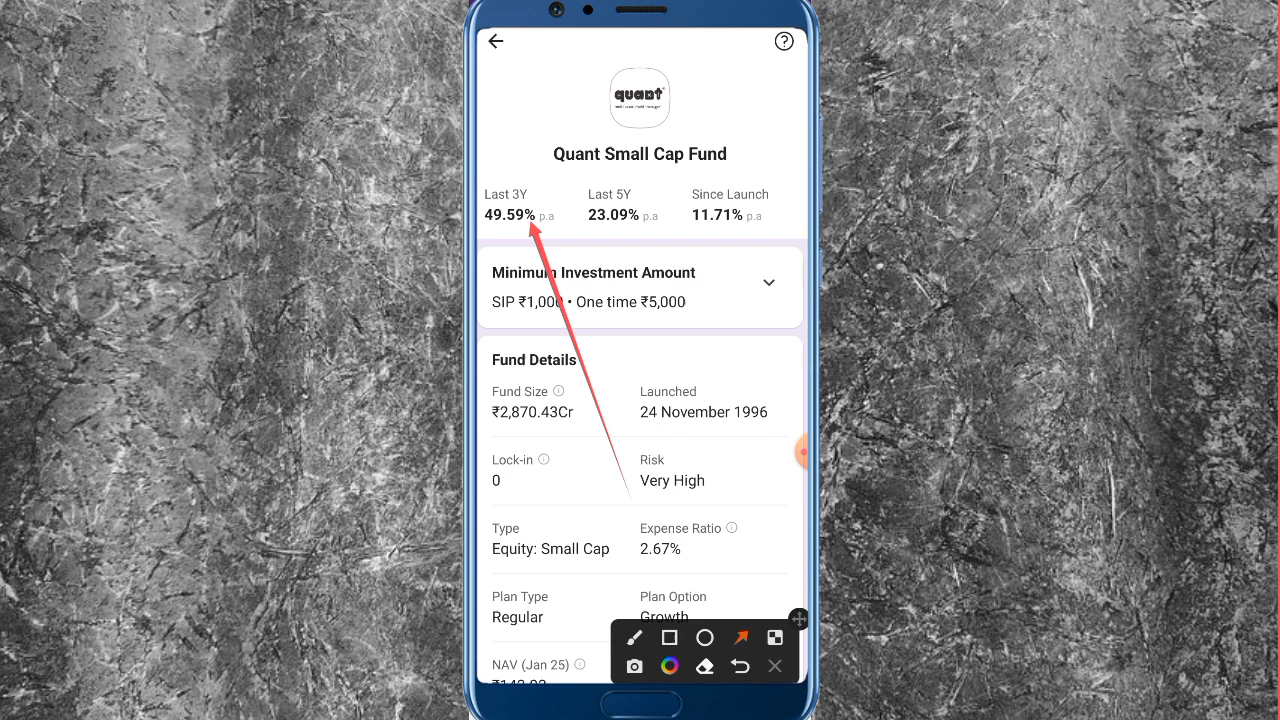 quant
Quant Small Cap Fund
Last 3Y Last 5Y Since Launch
49.59% p.a 23.09% p.a 11.71% p.a
Minimum Investment Amount
SIP ₹1,000 • One time ₹5,000
Fund Details
Fund Size Launched
₹2,870.43Cr 24 November 1996
Lock-in Risk
0 Very High
Type Expense Ratio
Equity: Small Cap 2.67%
Plan Type Plan Option
Regular Growth
NAV (Jan 25)